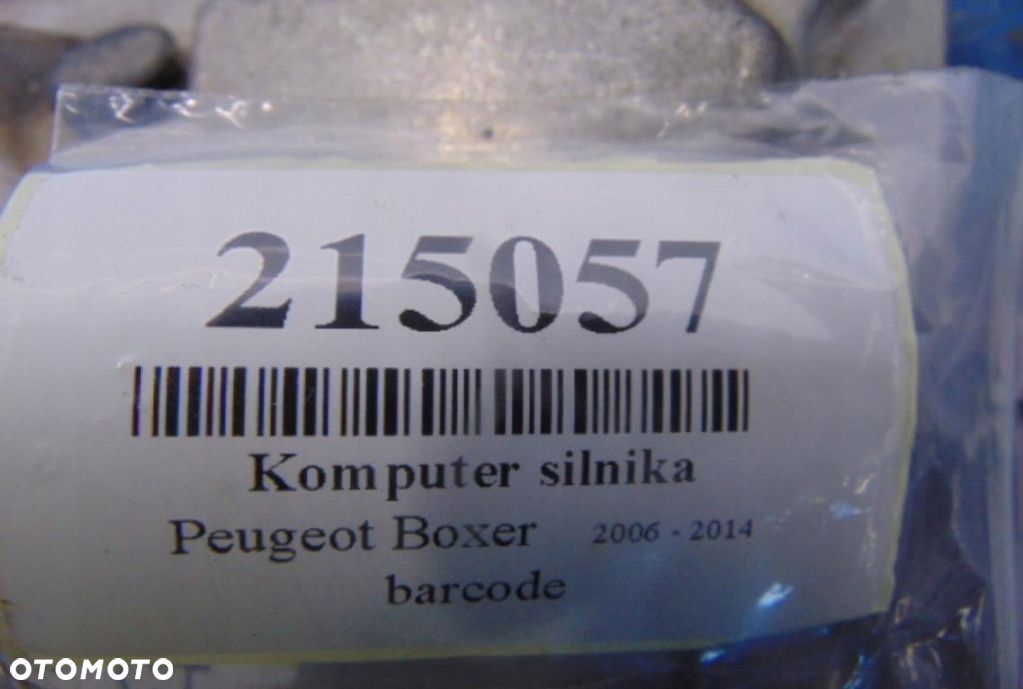 215057
Komputer silnika
Peugeot Boxer 2006 - 2014
barcode
OTOMOTO